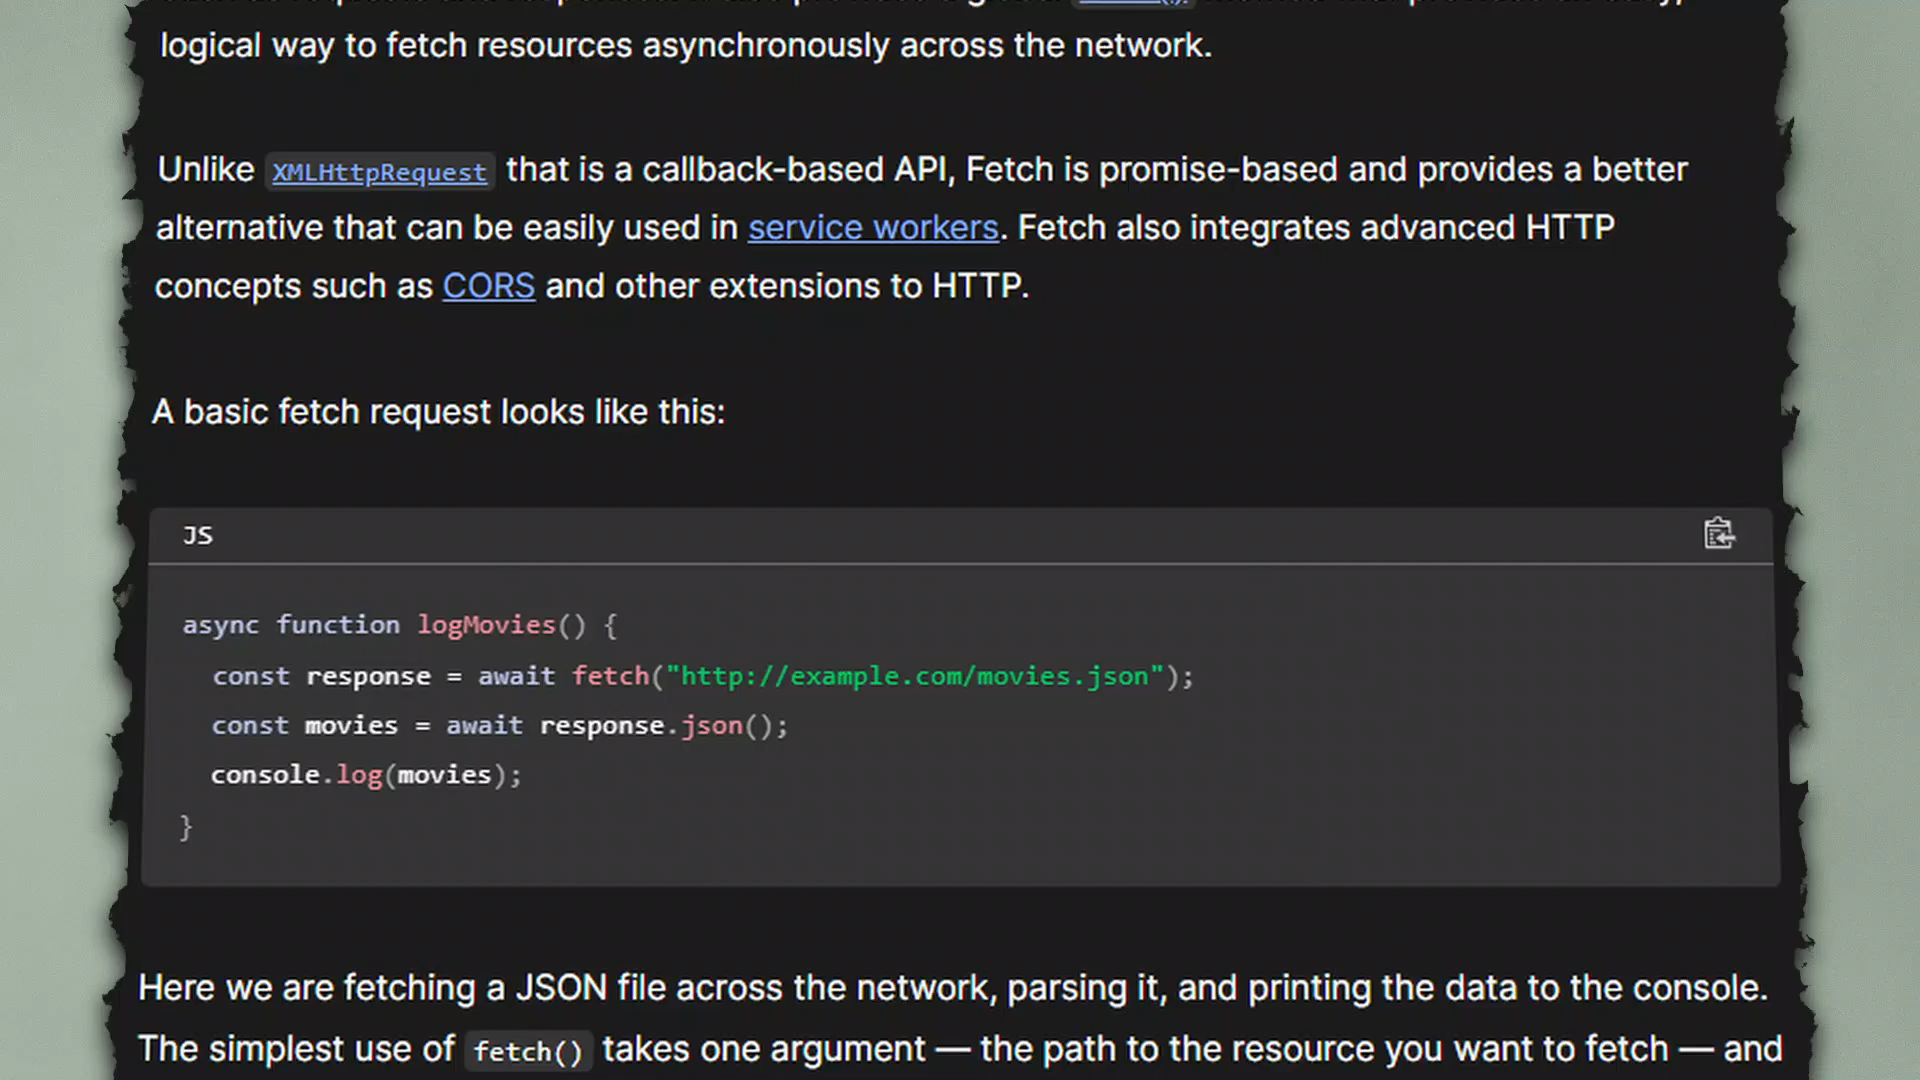 logical way to fetch resources asynchronously across the network.
Unlike XMLHttpRequest that is a callback-based API, Fetch is promise-based and provides a better
alternative that can be easily used in service workers. Fetch also integrates advanced HTTP
concepts such as CORS and other extensions to HTTP.
A basic fetch request looks like this:
JS
async function logMovies() {
const response = await fetch("http://example.com/movies.json");
const movies = await response.json();
console.log(movies);
}
Here we are fetching a JSON file across the network, parsing it, and printing the data to the console.
The simplest use of fetch() takes one argument — the path to the resource you want to fetch — and